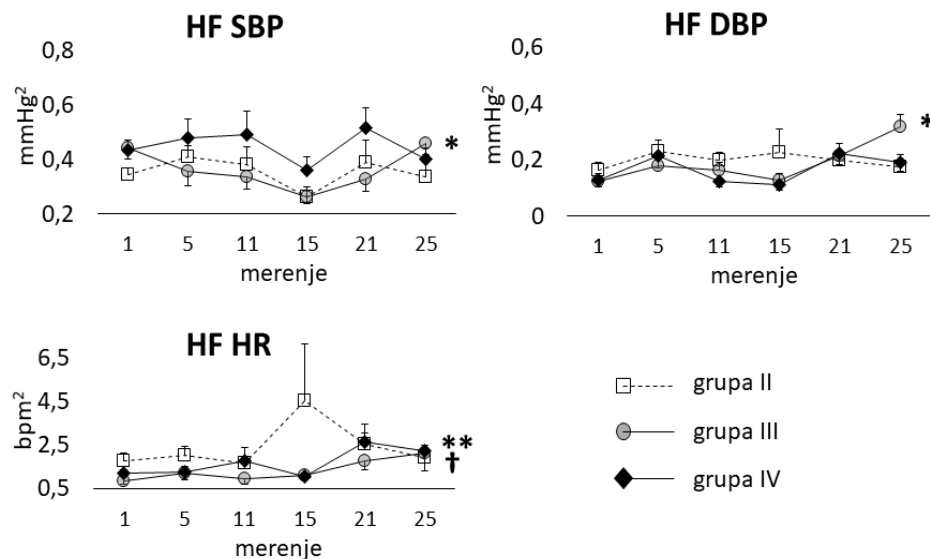 HF SBP
0,8
0,6
0,4
0,2
mmHg²
1 5 11 15 21 25
merenje
*
HF DBP
0,6
0,4
0,2
0
mmHg²
1 5 11 15 21 25
merenje
*
HF HR
6,5
4,5
2,5
0,5
bpm²
1 5 11 15 21 25
merenje
**
†
grupa II
grupa III
grupa IV